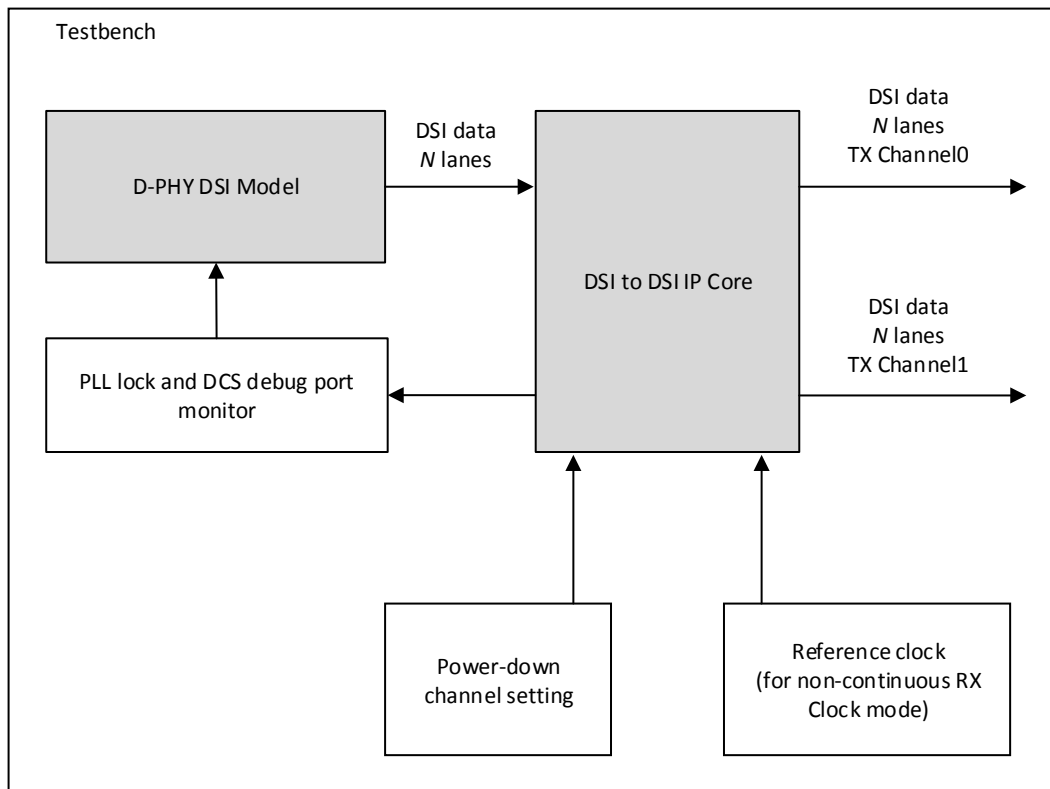 Testbench
D-PHY DSI Model
DSI data
N lanes
DSI to DSI IP Core
DSI data
N lanes
TX Channel0
DSI data
N lanes
TX Channel1
PLL lock and DCS debug port
monitor
Power-down
channel setting
Reference clock
(for non-continuous RX
Clock mode)